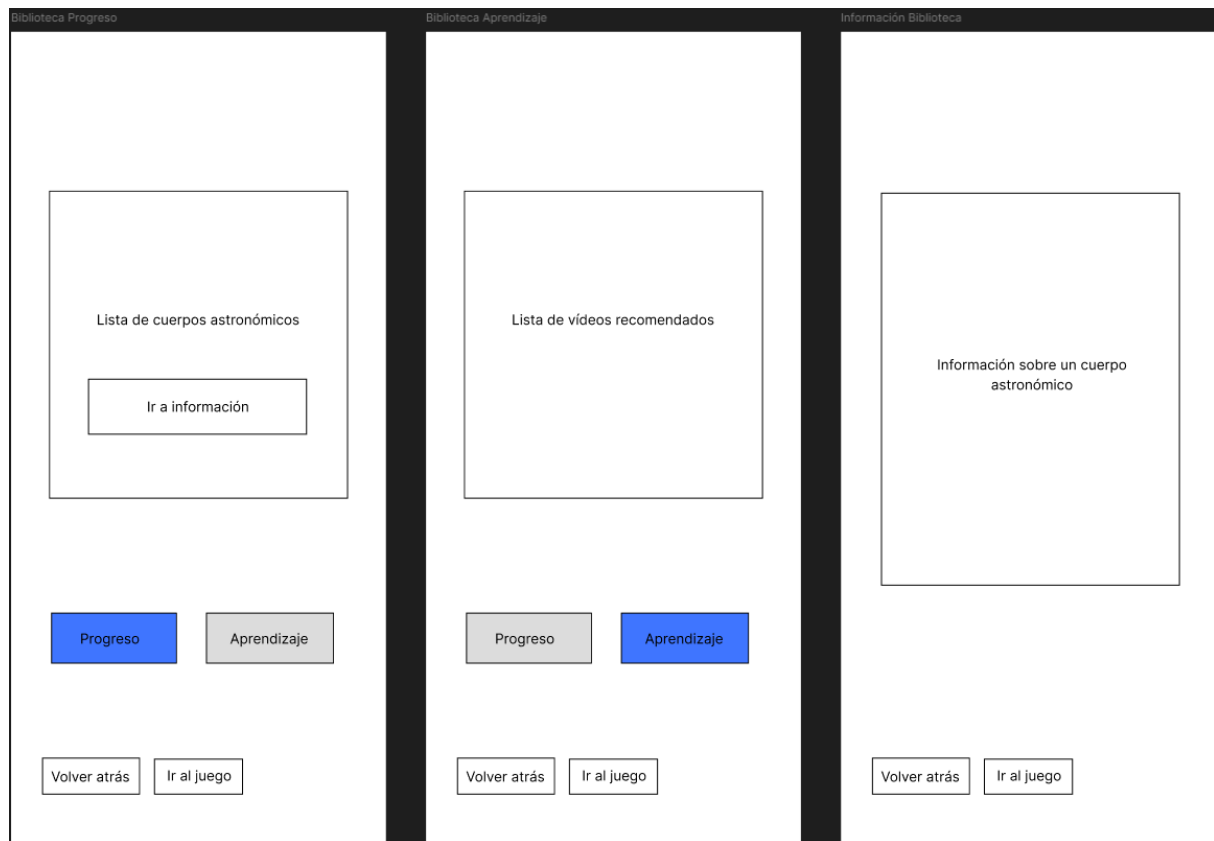 Biblioteca Progreso
Lista de cuerpos astronómicos
Ir a información
Progreso
Aprendizaje
Volver atrás
Ir al juego
Biblioteca Aprendizaje
Lista de vídeos recomendados
Progreso
Aprendizaje
Volver atrás
Ir al juego
Información Biblioteca
Información sobre un cuerpo
astronómico
Volver atrás
Ir al juego